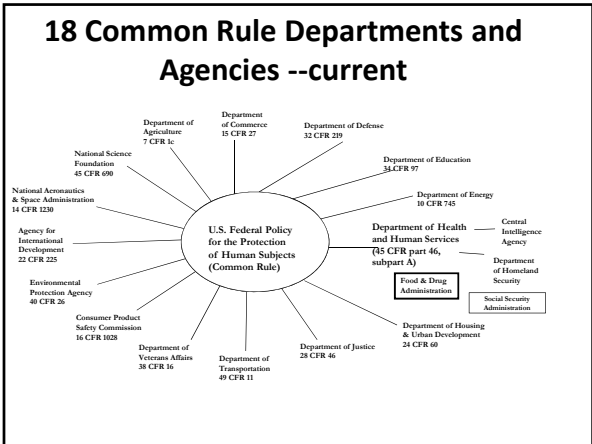 18 Common Rule Departments and
Agencies --current
Department of
Agriculture
7 CFR 1c
Department
of Commerce
15 CFR 27
Department of Defense
32 CFR 219
National Science
Foundation
45 CFR 690
Department of Education
34 CFR 97
National Aeronautics
& Space Administration
14 CFR 1230
Department of Energy
10 CFR 745
Agency for
International
Development
22 CFR 225
U.S. Federal Policy
for the Protection
of Human Subjects
(Common Rule)
Department of Health
and Human Services
(45 CFR part 46,
subpart A)
Central
Intelligence
Agency
Department
of Homeland
Security
Food & Drug
Administration
Social Security
Administration
Environmental
Protection Agency
40 CFR 26
Consumer Product
Safety Commission
16 CFR 1028
Department of
Veterans Affairs
38 CFR 16
Department of
Transportation
49 CFR 11
Department of Justice
28 CFR 46
Department of Housing
& Urban Development
24 CFR 60